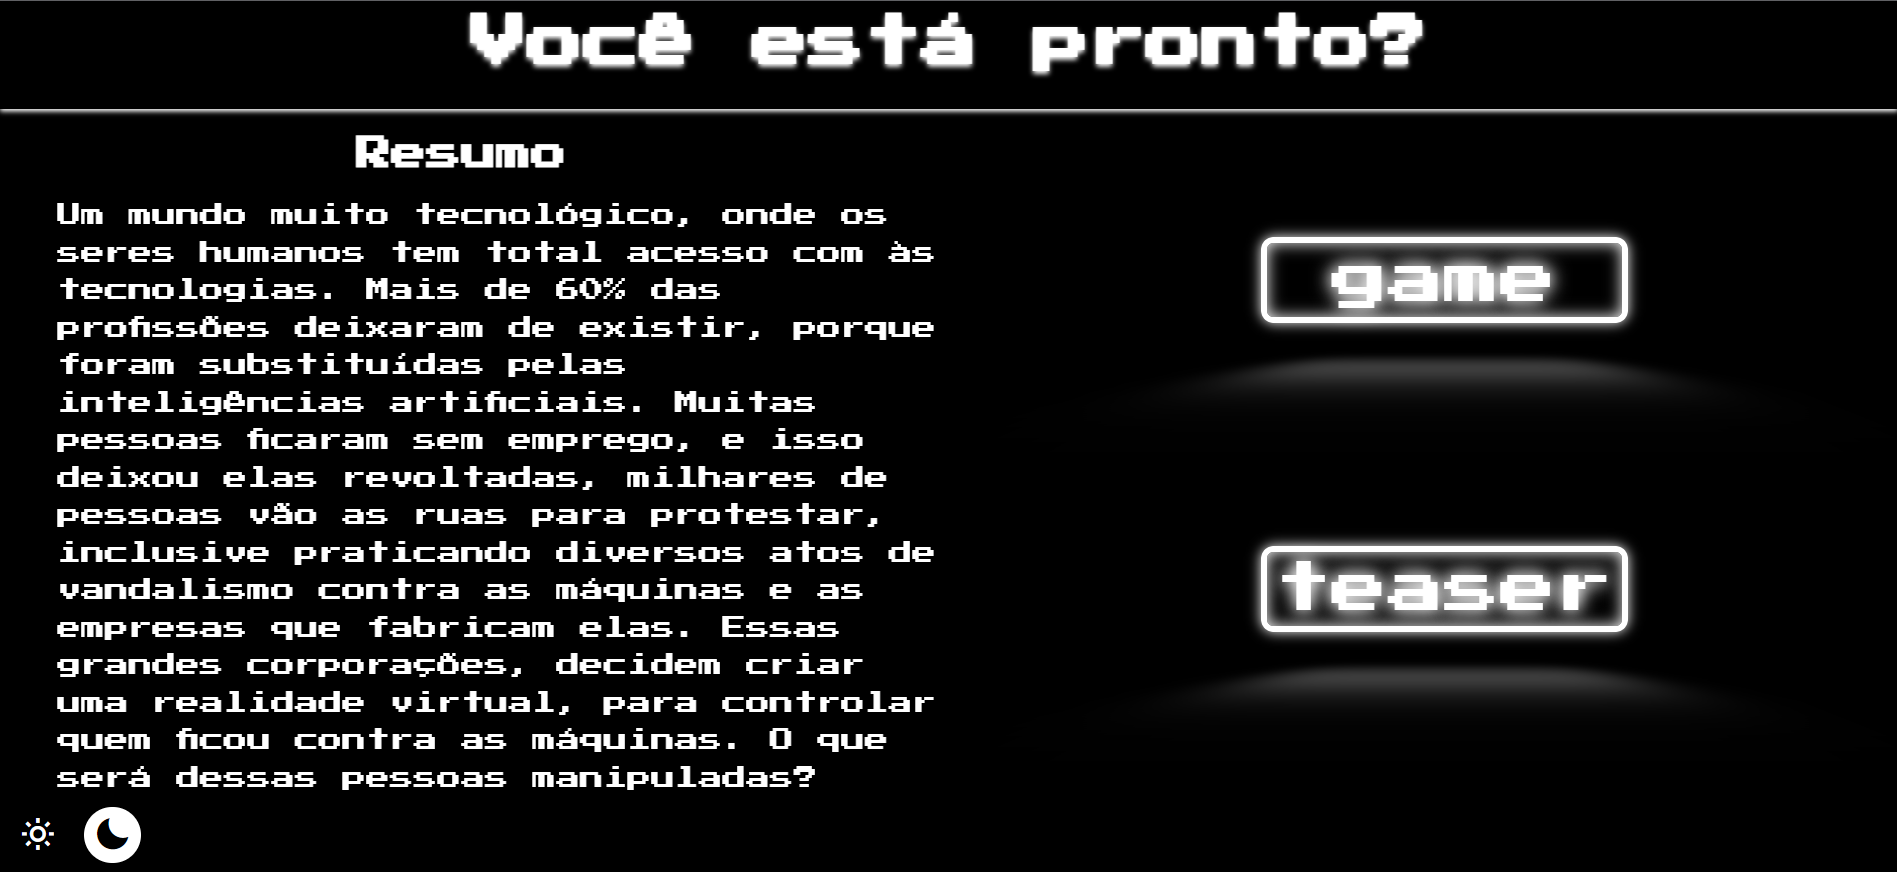 Você está pronto?
Resumo
Um mundo muito tecnológico, onde os
seres humanos tem total acesso com às
tecnologias. Mais de 60% das
profissões deixaram de existir, porque
foram substituídas pelas
inteligências artificiais. Muitas
pessoas ficaram sem emprego, e isso
deixou elas revoltadas, milhares de
pessoas vão as ruas para protestar,
inclusive praticando diversos atos de
vandalismo contra as máquinas e as
empresas que fabricam elas. Essas
grandes corporações, decidem criar
uma realidade virtual, para controlar
quem ficou contra as máquinas. O que
será dessas pessoas manipuladas?
game
teaser